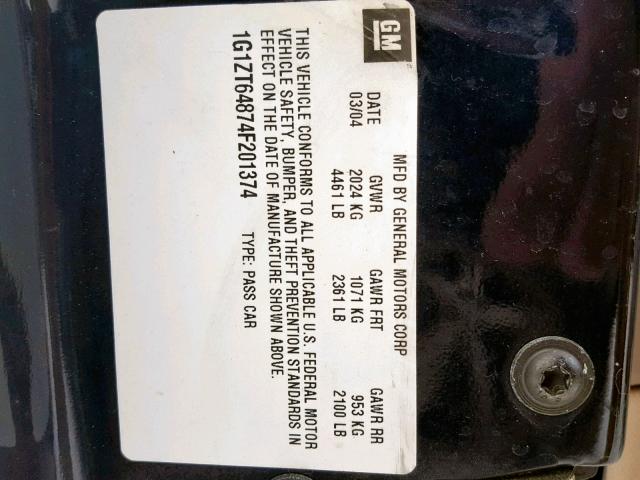 GM
MFD BY GENERAL MOTORS CORP
DATE GVWR GAWR FRT GAWR RR
03/04 2024 KG 1071 KG 953 KG
4461 LB 2361 LB 2100 LB
THIS VEHICLE CONFORMS TO ALL APPLICABLE U.S. FEDERAL MOTOR
VEHICLE SAFETY, BUMPER, AND THEFT PREVENTION STANDARDS IN
EFFECT ON THE DATE OF MANUFACTURE SHOWN ABOVE.
1G1ZT64874F201374 TYPE: PASS CAR